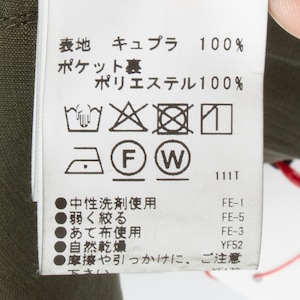 表地 キュプラ 100%
ポケット裏
ポリエステル100%
F W 111T
●中性洗剤使用 FE-1
●弱く絞る FE-5
●あて布使用 FE-3
●自然乾燥 YF52
●摩擦や引っかけに、ご注意
下さい